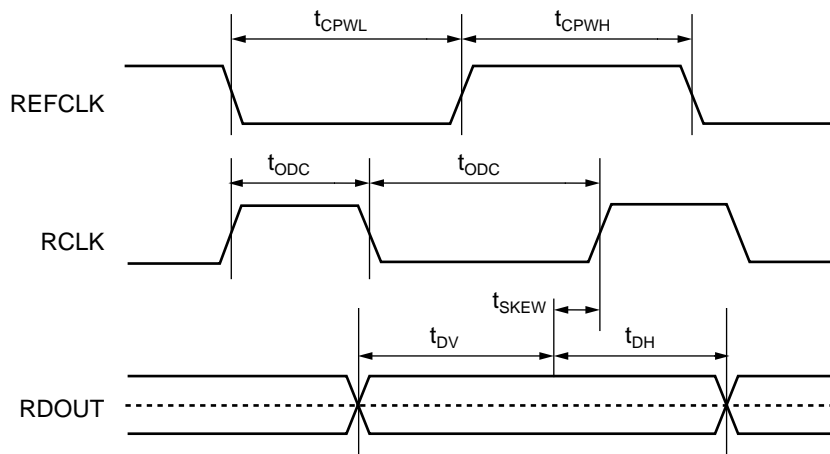 tCPWL tCPWH
REFCLK
tODC tODC
RCLK
tSKEW
tDV tDH
RDOUT